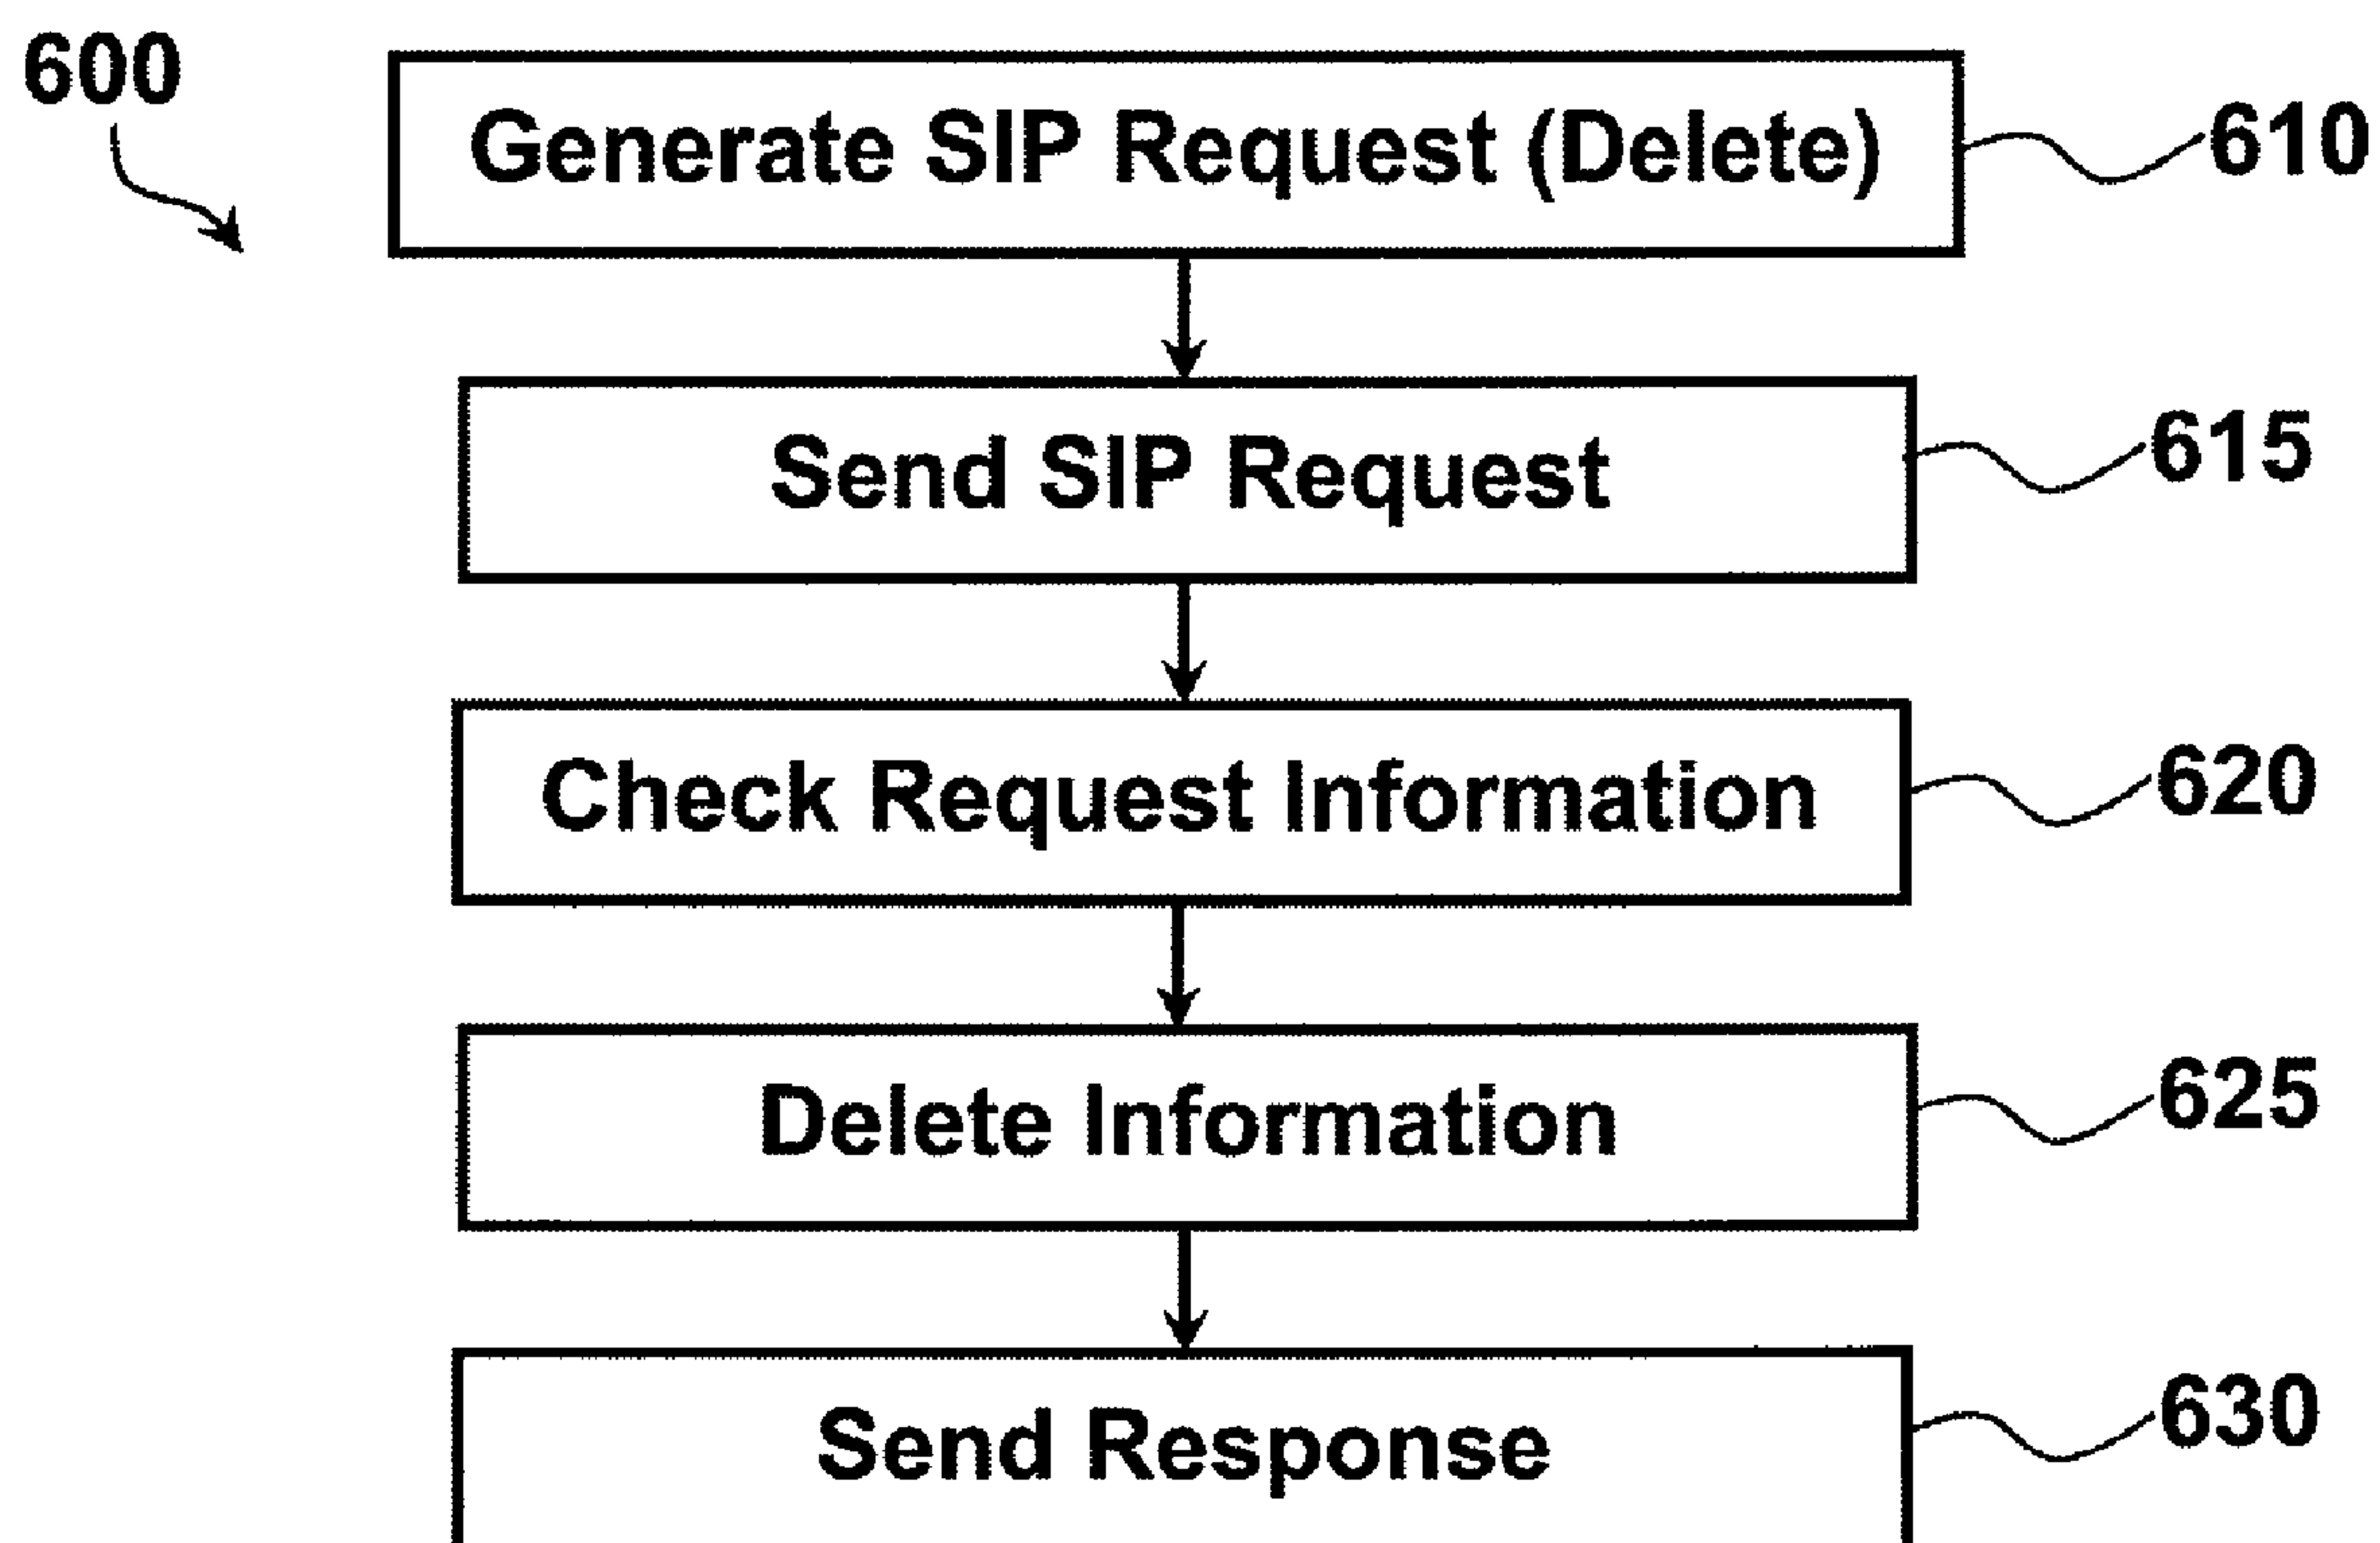 600
Generate SIP Request (Delete)
610
Send SIP Request
615
Check Request Information
620
Delete Information
625
Send Response
630